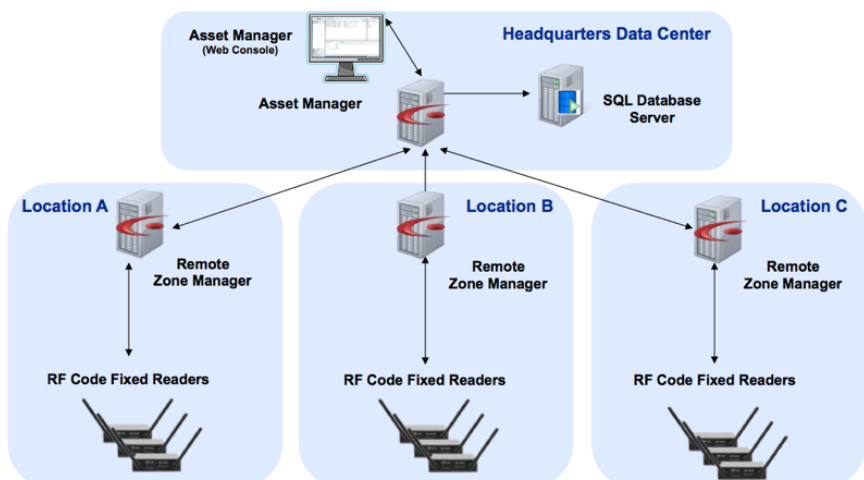 Asset Manager
(Web Console)
Headquarters Data Center
Asset Manager
SQL Database
Server
Location A
Remote
Zone Manager
RF Code Fixed Readers
Location B
Remote
Zone Manager
RF Code Fixed Readers
Location C
Remote
Zone Manager
RF Code Fixed Readers